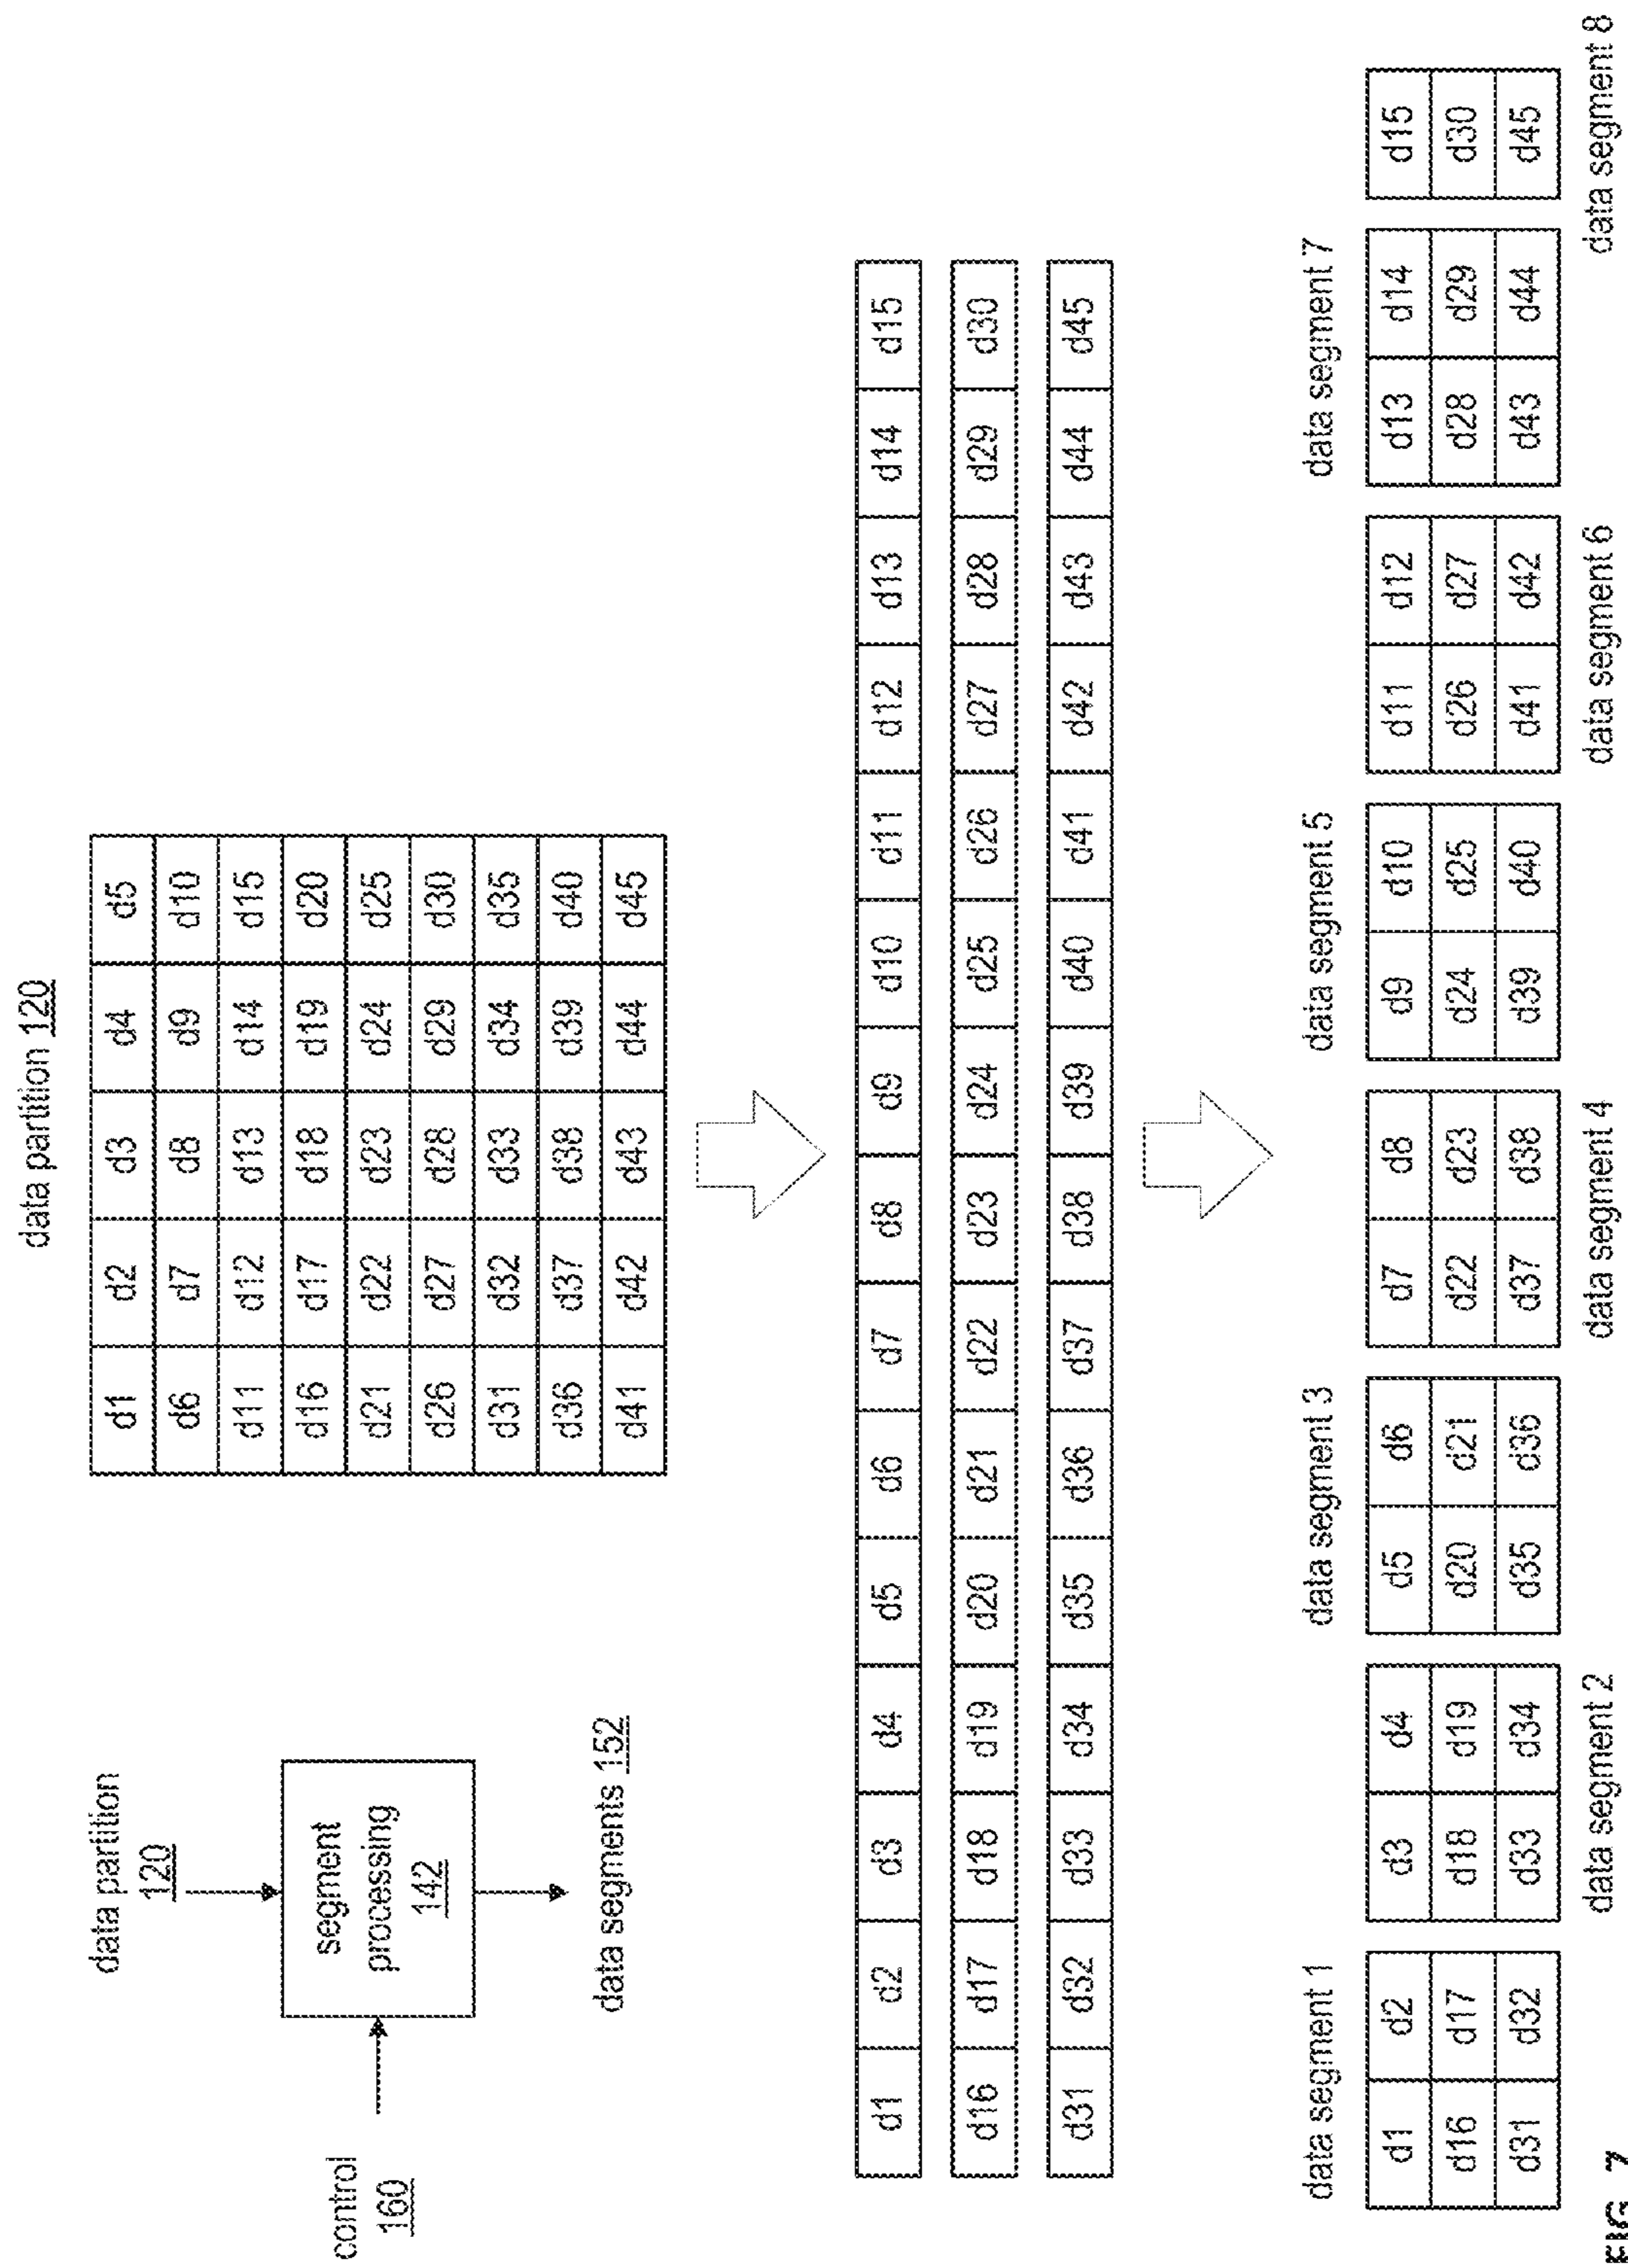 data partition
120
control
160
segment
processing
142
data segments 152
data partition 120
d1 d2 d3 d4 d5
d6 d7 d8 d9 d10
d11 d12 d13 d14 d15
d16 d17 d18 d19 d20
d21 d22 d23 d24 d25
d26 d27 d28 d29 d30
d31 d32 d33 d34 d35
d36 d37 d38 d39 d40
d41 d42 d43 d44 d45
d1 d2 d3 d4 d5 d6 d7 d8 d9 d10 d11 d12 d13 d14 d15
d16 d17 d18 d19 d20 d21 d22 d23 d24 d25 d26 d27 d28 d29 d30
d31 d32 d33 d34 d35 d36 d37 d38 d39 d40 d41 d42 d43 d44 d45
data segment 1 data segment 3 data segment 5 data segment 7
d1 d2 d3 d4 d5 d6 d7 d8 d9 d10 d11 d12 d13 d14 d15
d16 d17 d18 d19 d20 d21 d22 d23 d24 d25 d26 d27 d28 d29 d30
d31 d32 d33 d34 d35 d36 d37 d38 d39 d40 d41 d42 d43 d44 d45
data segment 2 data segment 4 data segment 6 data segment 8
FIG. 7